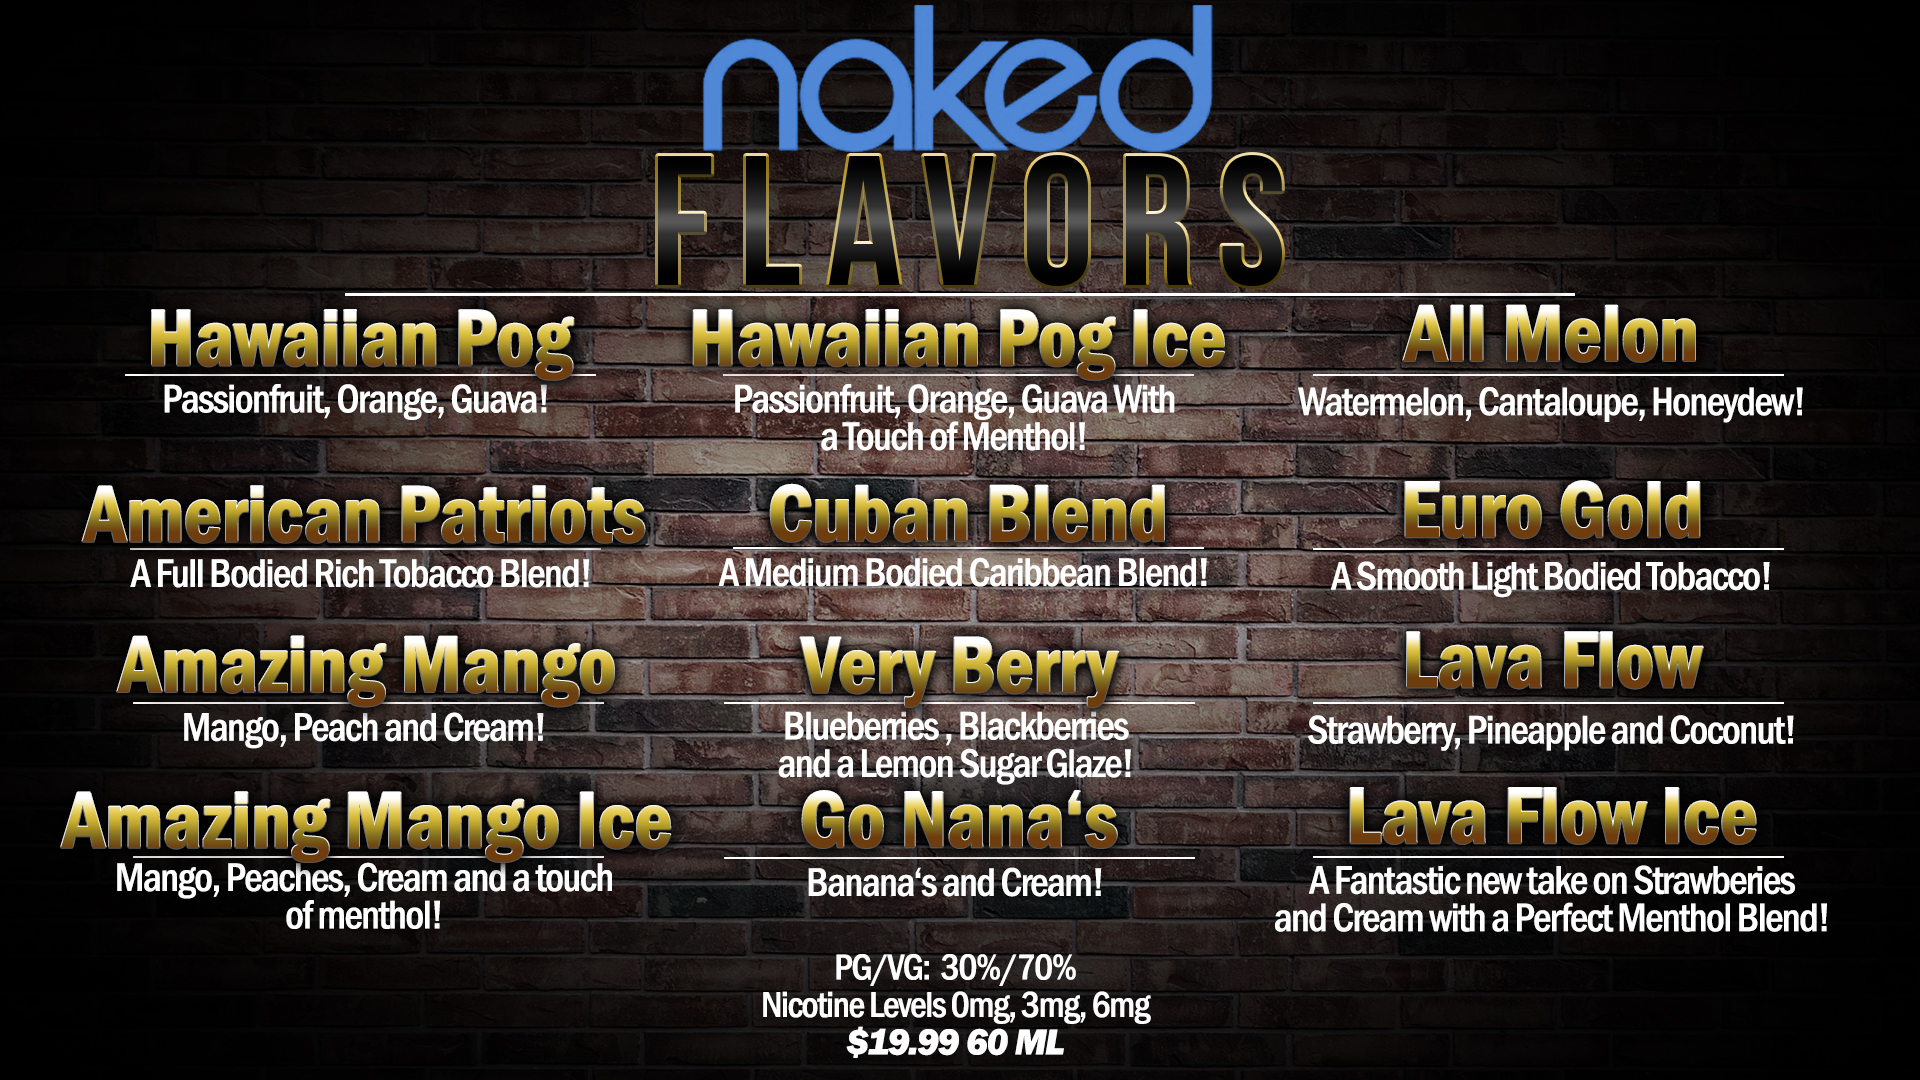 naked
FLAVORS
Hawaiian Pog
Passionfruit, Orange, Guava!
Hawaiian Pog Ice
Passionfruit, Orange, Guava With
a Touch of Menthol!
All Melon
Watermelon, Cantaloupe, Honeydew!
American Patriots
A Full Bodied Rich Tobacco Blend!
Cuban Blend
A Medium Bodied Caribbean Blend!
Euro Gold
A Smooth Light Bodied Tobacco!
Amazing Mango
Mango, Peach and Cream!
Very Berry
Blueberries , Blackberries
and a Lemon Sugar Glaze!
Lava Flow
Strawberry, Pineapple and Coconut!
Amazing Mango Ice
Mango, Peaches, Cream and a touch
of menthol!
Go Nana‘s
Banana‘s and Cream!
Lava Flow Ice
A Fantastic new take on Strawberies
and Cream with a Perfect Menthol Blend!
PG/VG: 30%/70%
Nicotine Levels 0mg, 3mg, 6mg
$19.99 60 ML